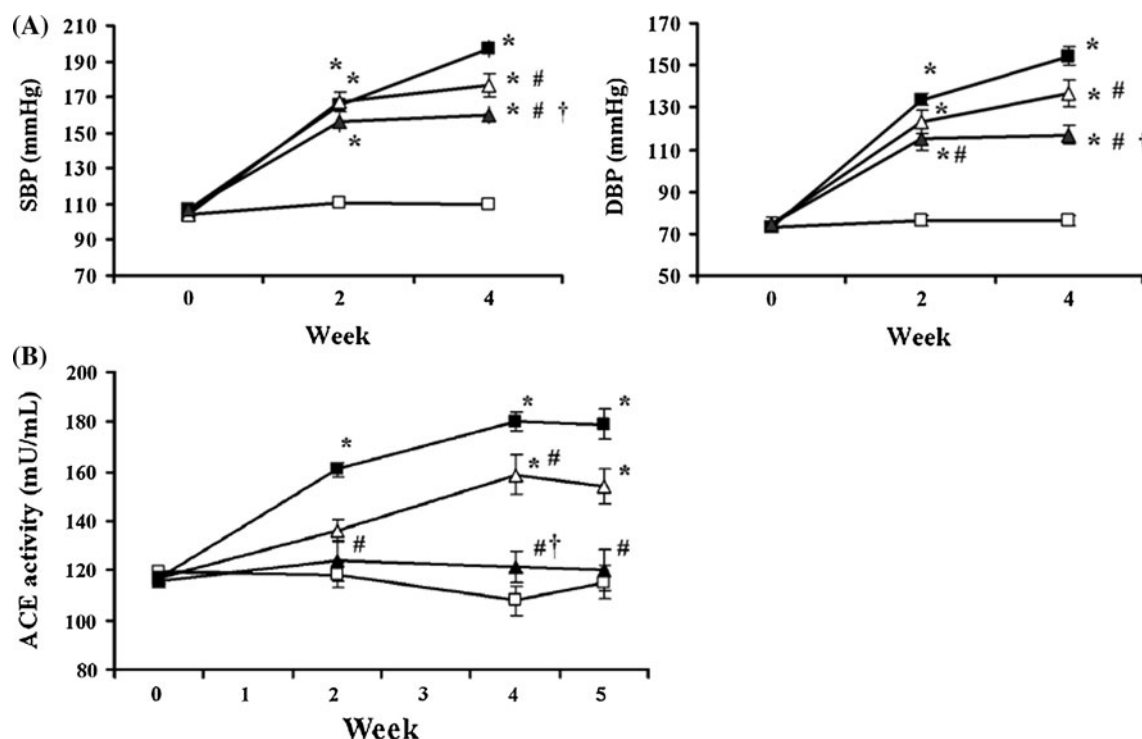 (A)
SBP (mmHg)
210
190
170
150
130
110
90
70
* * * * # * # † *
0 2 4
Week
DBP (mmHg)
170
150
130
110
90
70
50
* * * # * * # * # †
0 2 4
Week
(B)
ACE activity (mU/mL)
200
180
160
140
120
100
80
* * * * # * # #† #
0 1 2 3 4 5
Week